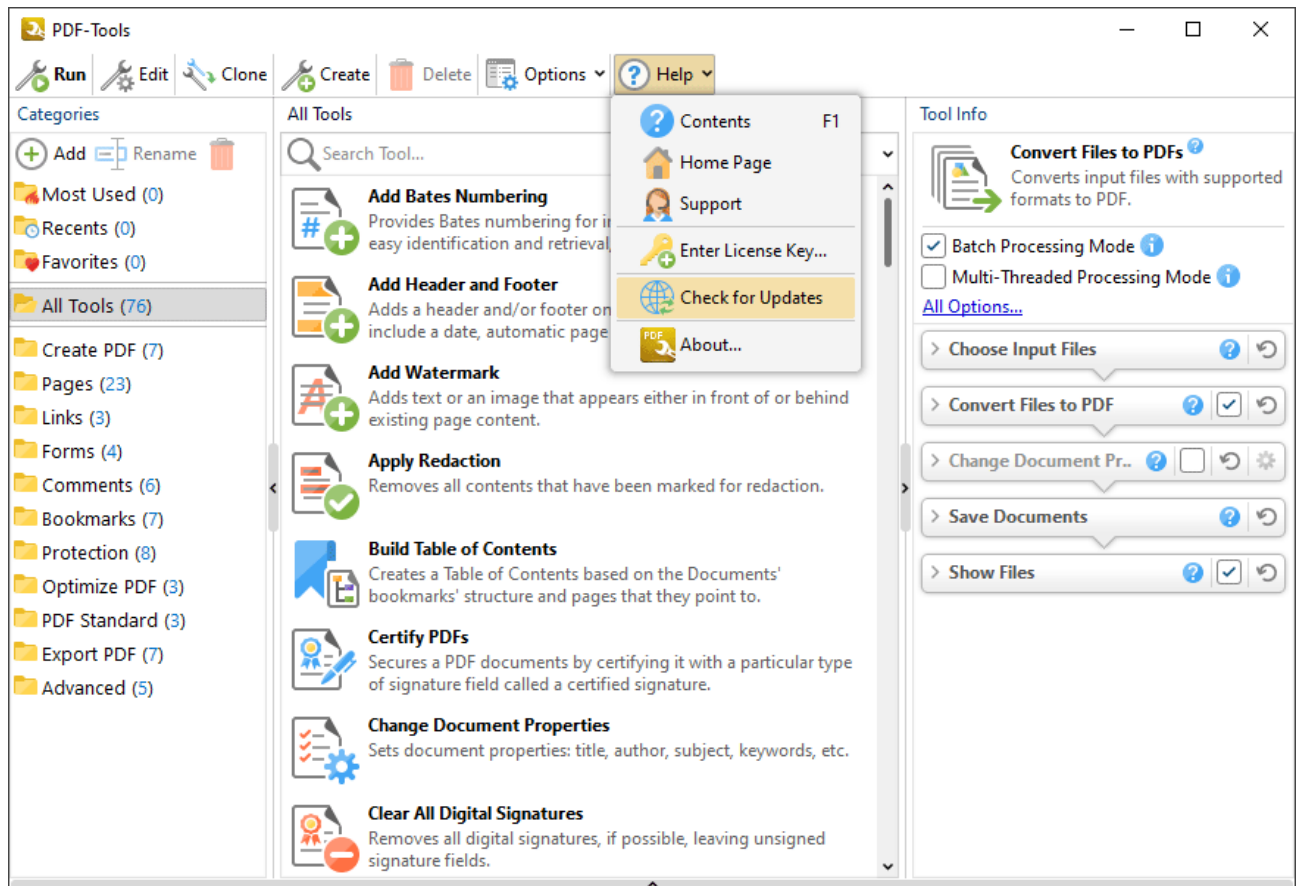 PDF-Tools
Run Edit Clone Create Delete Options Help
Categories
Add Rename
Most Used (0)
Recents (0)
Favorites (0)
All Tools (76)
Create PDF (7)
Pages (23)
Links (3)
Forms (4)
Comments (6)
Bookmarks (7)
Protection (8)
Optimize PDF (3)
PDF Standard (3)
Export PDF (7)
Advanced (5)
All Tools
Search Tool...
Add Bates Numbering
Provides Bates numbering for
easy identification and retrieval,
Add Header and Footer
Adds a header and/or footer on
include a date, automatic page
Add Watermark
Adds text or an image that appears either in front of or behind
existing page content.
Apply Redaction
Removes all contents that have been marked for redaction.
Build Table of Contents
Creates a Table of Contents based on the Documents'
bookmarks' structure and pages that they point to.
Certify PDFs
Secures a PDF documents by certifying it with a particular type
of signature field called a certified signature.
Change Document Properties
Sets document properties: title, author, subject, keywords, etc.
Clear All Digital Signatures
Removes all digital signatures, if possible, leaving unsigned
signature fields.
Contents F1
Home Page
Support
Enter License Key...
Check for Updates
PDF
About...
Tool Info
Convert Files to PDFs
Converts input files with supported
formats to PDF.
Batch Processing Mode
Multi-Threaded Processing Mode
All Options...
Choose Input Files
Convert Files to PDF
Change Document Pr..
Save Documents
Show Files